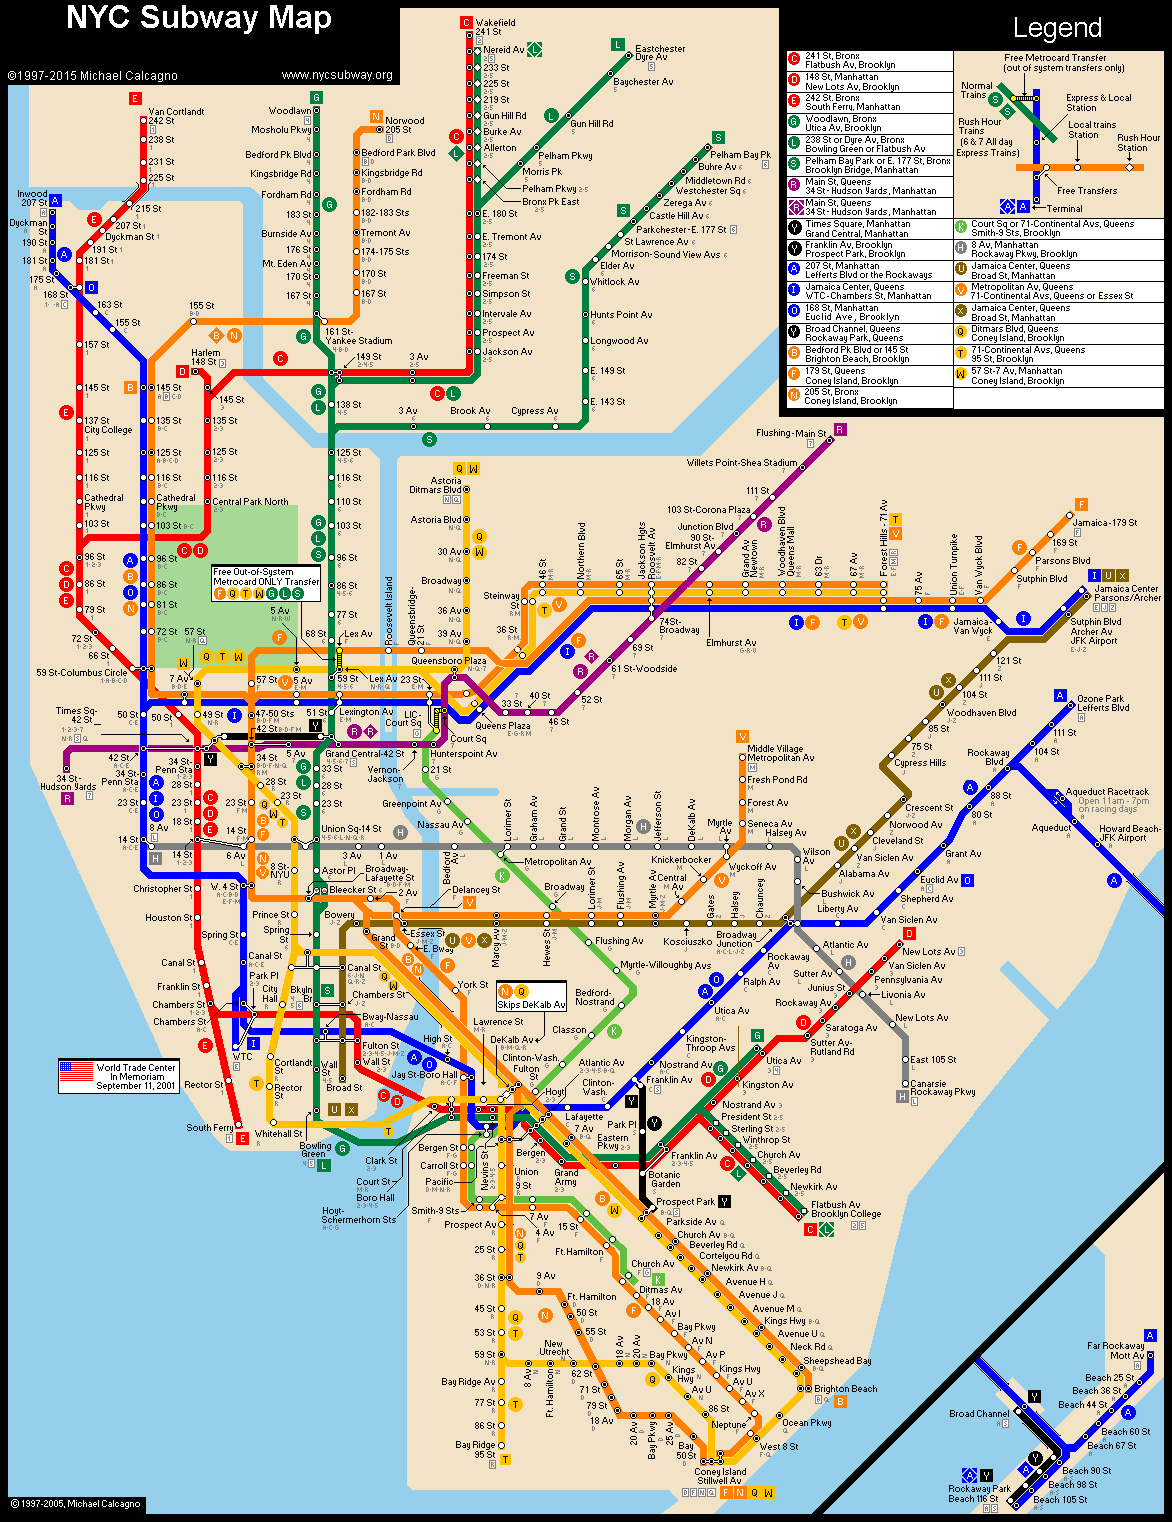 NYC Subway Map
©1997-2015 Michael Calcagno
www.nycsubway.org
Legend
C 241 St, Bronx
Flatbush Av, Brooklyn
D 148 St, Manhattan
New Lots Av, Brooklyn
E 242 St, Bronx
South Ferry, Manhattan
G Woodlawn, Bronx
Utica Av, Brooklyn
L 238 St or Dyre Av, Bronx
Bowling Green or Flatbush Av
S Pelham Bay Park or E. 177 St, Bronx
Brooklyn Bridge, Manhattan
R Main St, Queens
34 St- Hudson Yards, Manhattan
R Main St, Queens
34 St- Hudson Yards, Manhattan
Y Times Square, Manhattan
Grand Central, Manhattan
Y Franklin Av, Brooklyn
Prospect Park, Brooklyn
A 207 St, Manhattan
Lefferts Blvd or the Rockaways
I Jamaica Center, Queens
WTC-Chambers St, Manhattan
O 168 St, Manhattan
Euclid Ave, Brooklyn
Y Broad Channel, Queens
Rockaway Park, Queens
B Bedford Pk Blvd or 145 St
Brighton Beach, Brooklyn
F 179 St, Queens
Coney Island, Brooklyn
N 205 St, Bronx
Coney Island, Brooklyn
Free Metrocard Transfer
(out of system transfers only)
Normal
Trains
Express & Local
Station
Rush Hour
Trains
(6 & 7 All day
Express Trains)
Local trains
Station
Rush Hour
Station
Free Transfers
Terminal
K Court Sq or 71-Continental Avs, Queens
Smith-9 Sts, Brooklyn
H 8 Av, Manhattan
Rockaway Pkwy, Brooklyn
U Jamaica Center, Queens
Broad St, Manhattan
V Metropolitan Av, Queens
71-Continental Avs, Queens or Essex St
X Jamaica Center, Queens
Broad St, Manhattan
Q Ditmars Blvd, Queens
Coney Island, Brooklyn
T 71-Continental Avs, Queens
95 St, Brooklyn
W 57 St-7 Av, Manhattan
Coney Island, Brooklyn
Van Cortlandt
242 St
238 St
231 St
225 St
215 St
207 St
Dyckman St
191 St
181 St
Inwood
207 St
Dyckman
St
190 St
181 St
175 St
168 St
163 St
155 St
157 St
145 St
137 St
City College
125 St
116 St
Cathedral
Pkwy
103 St
96 St
86 St
79 St
72 St
66 St
59 St-Columbus Circle
Woodlawn
Mosholu Pkwy
Bedford Pk Blvd
Kingsbridge Rd
Fordham Rd
183 St
Burnside Av
176 St
Mt. Eden Av
170 St
167 St
161 St-
Yankee Stadium
Norwood
205 St
Bedford Park Blvd
Kingsbridge Rd
Fordham Rd
182-183 Sts
Tremont Av
174-175 Sts
170 St
167 St
155 St
Harlem
148 St
145 St
135 St
125 St
116 St
Central Park North
Wakefield
241 St
Nereid Av
233 St
225 St
219 St
Gun Hill Rd
Burke Av
Allerton
Pelham Pkwy
Bronx Pk East
E. 180 St
E. Tremont Av
174 St
Freeman St
Simpson St
Intervale Av
Prospect Av
Jackson Av
3 Av
149 St
138 St
Eastchester
Dyre Av
Baychester Av
Gun Hill Rd
Pelham Pkwy
Morris Pk
Pelham Bay Pk
Buhre Av
Middletown Rd
Westchester Sq
Zerega Av
Castle Hill Av
Parkchester-E. 177 St
St Lawrence Av
Morrison-Sound View Avs
Elder Av
Whitlock Av
Hunts Point Av
Longwood Av
E. 149 St
E. 143 St
Cypress Av
Brook Av
3 Av
145 St
135 St
125 St
116 St
Cathedral
Pkwy
103 St
96 St
86 St
81 St
72 St
125 St
116 St
110 St
103 St
96 St
86 St
77 St
68 St
59 St
51 St
Free Out-of-System
Metrocard ONLY Transfer
F Q T W G L S
5 Av
57 St
7 Av
57 St
5 Av
Lex Av
Lex Av
Lexington Av
Roosevelt Island
Queensbridge-
21 St
Queensboro Plaza
23 St
LIC-
Court Sq
Court Sq
Queens Plaza
Astoria
Ditmars Blvd
Astoria Blvd
30 Av
Broadway
36 Av
39 Av
Steinway
St
36 St
46 St
Northern Blvd
65 St
Jackson Hgts
Roosevelt Av
74St-
Broadway
Elmhurst Av
Grand Av
Newtown
Woodhaven
Queens Mall
63 Dr
67 Av
Forest Hills - 71 Av
75 Av
Union Turnpike
Van Wyck Blvd
Sutphin Blvd
Parsons Blvd
169 St
Jamaica-179 St
Jamaica-
Van Wyck
Jamaica Center
Parsons/Archer
Sutphin Blvd
Archer Av
JFK Airport
Flushing-Main St
Willets Point-Shea Stadium
111 St
103 St-Corona Plaza
Junction Blvd
90 St-
Elmhurst Av
82 St
69 St
61 St-Woodside
52 St
46 St
40 St
33 St
Hunterspoint Av
Vernon-
Jackson
Grand Central-42 St
5 Av
42 St
47-50 Sts
49 St
Times Sq-
42 St
34 St-
Hudson Yards
50 St
50 St
42 St
34 St-
Penn Sta
34 St-
Penn Sta
34 St
28 St
28 St
33 St
28 St
23 St
23 St
23 St
23 St
23 St
18 St
14 St
8 Av
14 St
14 St
6 Av
Union Sq-14 St
3 Av
1 Av
Bedford
Av
Lorimer St
Graham Av
Grand St
Montrose Av
Morgan Av
Jefferson St
DeKalb Av
Myrtle
Av
Halsey Av
Wilson
Av
Bushwick Av
Christopher St
Houston St
Canal St
Franklin St
Chambers St
Chambers St
Rector St
South Ferry
W. 4 St
Spring St
Canal St
Park Pl
WTC
8 St-
NYU
Prince St
Spring
St
City
Hall
Cortlandt
St
Rector
St
Whitehall St
Astor Pl
Broadway-
Lafayette St
Bleecker St
2 Av
Bowery
Grand
St
Canal St
Bklyn
Br
Chambers St
Bway-Nassau
Fulton St
Wall St
Wall
St
Broad St
Bowling
Green
Delancey St
Essex St
E. Bway
York St
High St
Jay St-Boro Hall
Lawrence St
DeKalb Av
N Q
Skips DeKalb Av
Clark St
Court St
Boro Hall
Hoyt-
Schermerhorn Sts
Hoyt
Nevins St
Pacific
Bergen St
Carroll St
Smith-9 Sts
21 St
Greenpoint Av
Nassau Av
Metropolitan Av
Broadway
Flushing Av
Myrtle-Willoughby Avs
Bedford-
Nostrand
Classon
Clinton-Wash.
Fulton
St
Lafayette
Clinton-
Wash.
Atlantic Av
Marcy Av
Hewes St
Lorimer St
Flushing Av
Myrtle Av
Central
Av
Knickerbocker
Wyckoff Av
Seneca Av
Forest Av
Fresh Pond Rd
Middle Village
Metropolitan Av
Kosciuszko
Gates
Halsey
Chauncey
Broadway
Junction
Alabama Av
Van Siclen Av
Cleveland St
Norwood Av
Crescent St
Cypress Hills
75 St
85 St
Woodhaven Blvd
104 St
111 St
121 St
Ozone Park
Lefferts Blvd
111 St
104 St
Rockaway
Blvd
88 St
80 St
Grant Av
Euclid Av
Shepherd Av
Van Siclen Av
Liberty Av
Aqueduct Racetrack
Open 11am - 7pm
on racing days
Aqueduct
Howard Beach-
JFK Airport
Atlantic Av
Sutter Av
Livonia Av
New Lots Av
East 105 St
Canarsie
Rockaway Pkwy
New Lots Av
Van Siclen Av
Pennsylvania Av
Junius St
Rockaway Av
Saratoga Av
Sutter Av-
Rutland Rd
Utica Av
Kingston Av
Nostrand Av
Rockaway
Av
Ralph Av
Utica Av
Kingston-
Throop Avs
Nostrand Av
Franklin Av
President St
Sterling St
Winthrop St
Church Av
Beverley Rd
Newkirk Av
Flatbush Av
Brooklyn College
Park Pl
Botanic
Garden
Prospect Park
Franklin Av
Eastern
Pkwy
Grand
Army
Bergen
7 Av
Atlantic Av
Union
9 St
4 Av
7 Av
15 St
Ft.Hamilton
Church Av
Ditmas Av
18 Av
Av I
Bay Pkwy
Av N
Av P
Kings Hwy
Av U
Av X
Neptune
West 8 St
Parkside Av
Church Av
Beverley Rd
Cortelyou Rd
Newkirk Av
Avenue H
Avenue J
Avenue M
Kings Hwy
Avenue U
Neck Rd
Sheepshead Bay
Brighton Beach
Ocean Pkwy
Coney Island
Stillwell Av
Prospect Av
25 St
36 St
45 St
53 St
59 St
Bay Ridge Av
77 St
86 St
Bay Ridge
95 St
9 Av
Ft. Hamilton
50 St
55 St
New
Utrecht
62 St
71 St
79 St
18 Av
20 Av
Bay Pkwy
25 Av
Bay
50 St
8 Av
Ft. Hamilton
18 Av
20 Av
Bay Pkwy
Kings
Hwy
Av U
86 St
World Trade Center
In Memoriam
September 11, 2001
Far Rockaway
Mott Av
Beach 25 St
Beach 36 St
Beach 44 St
Beach 60 St
Beach 67 St
Beach 90 St
Beach 98 St
Beach 105 St
Broad Channel
Rockaway Park
Beach 116 St
© 1997-2005, Michael Calcagno